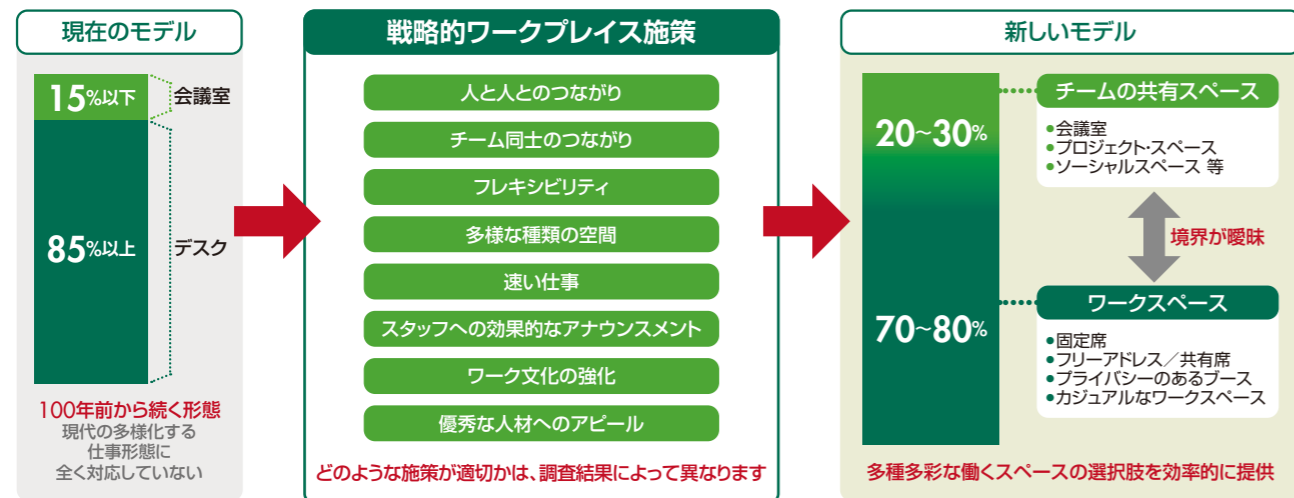 現在のモデル
15%以下
会議室
85%以上
デスク
100年前から続く形態
現代の多様化する
仕事形態に
全く対応していない
戦略的ワークプレイス施策
人と人とのつながり
チーム同士のつながり
フレキシビリティ
多様な種類の空間
速い仕事
スタッフへの効果的なアナウンスメント
ワーク文化の強化
優秀な人材へのアピール
どのような施策が適切かは、調査結果によって異なります
新しいモデル
20~30%
チームの共有スペース
•会議室
•プロジェクト・スペース
•ソーシャルスペース 等
境界が曖昧
70~80%
ワークスペース
•固定席
•フリーアドレス/共有席
•プライバシーのあるブース
•カジュアルなワークスペース
多種多彩な働くスペースの選択肢を効率的に提供